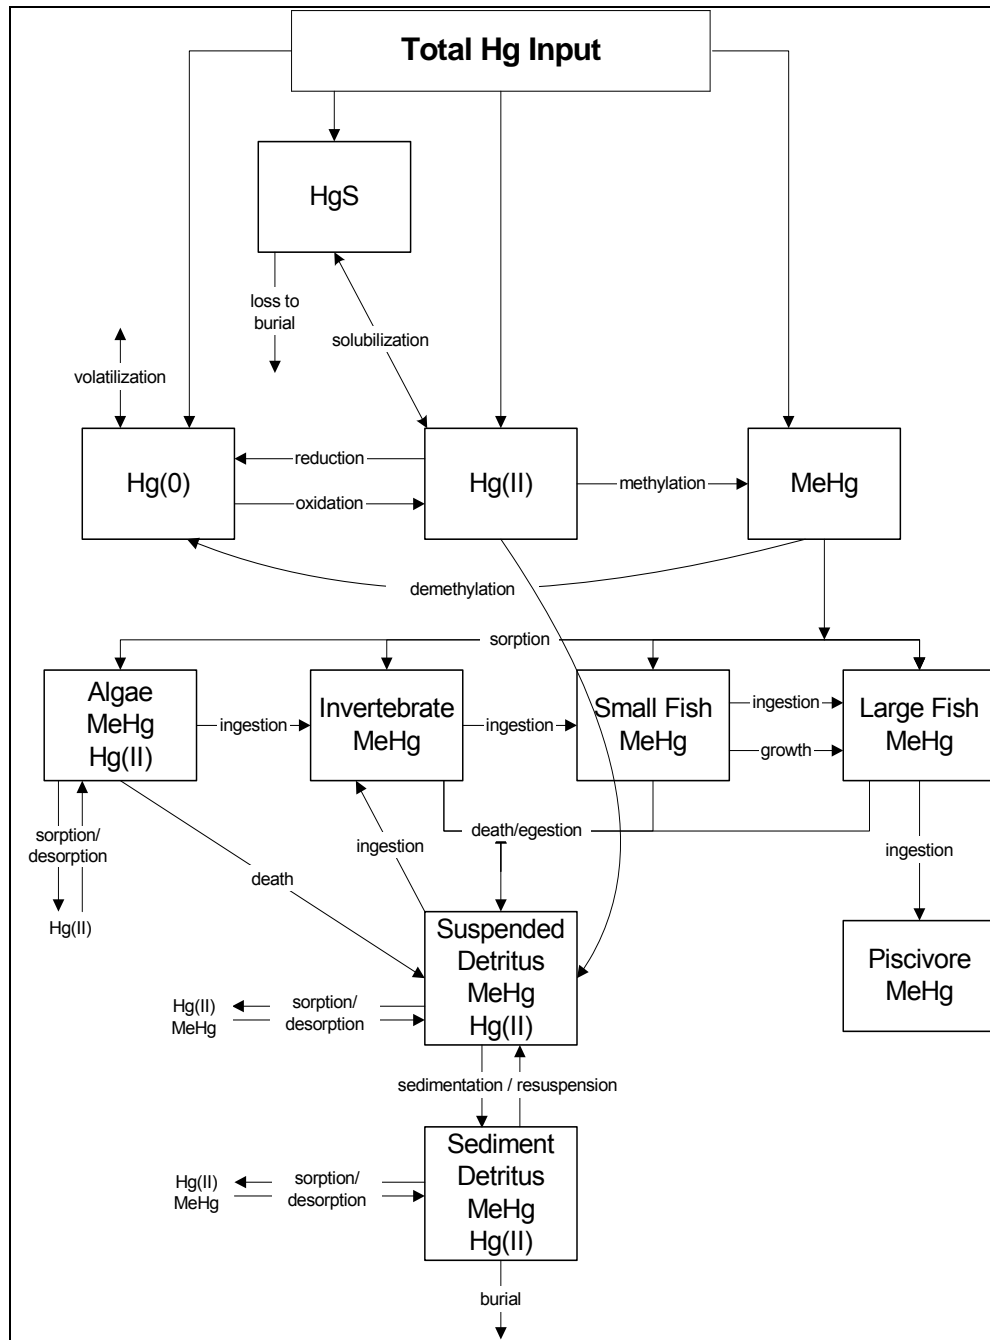 Total Hg Input
HgS
loss to
burial
solubilization
volatilization
Hg(0)
reduction
oxidation
Hg(II)
methylation
MeHg
demethylation
sorption
Algae
MeHg
Hg(II)
ingestion
Invertebrate
MeHg
ingestion
Small Fish
MeHg
ingestion
growth
Large Fish
MeHg
sorption/
desorption
Hg(II)
death
ingestion
death/egestion
ingestion
Suspended
Detritus
MeHg
Hg(II)
Piscivore
MeHg
Hg(II)
MeHg
sorption/
desorption
sedimentation / resuspension
Sediment
Detritus
MeHg
Hg(II)
Hg(II)
MeHg
sorption/
desorption
burial